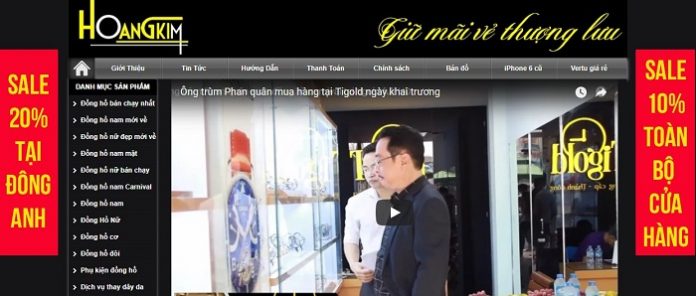 HOANGKIM
Giữ mãi vẻ thượng lưu
Giới Thiệu
Tin Tức
Hướng Dẫn
Thanh Toán
Chính sách
Bản đồ
iPhone 6 cũ
Vertu giá rẻ
SALE
20%
TẠI
ĐÔNG
ANH
DANH MỤC SẢN PHẨM
Đồng hồ bán chạy nhất
Đồng hồ nam mới về
Đồng hồ nữ đẹp mới về
Đồng hồ nam mặt
Đồng hồ nữ bán chạy
Đồng hồ nam Carnival
Đồng hồ nam
Đồng Hồ Nữ
Đồng hồ cơ
Đồng hồ đôi
Phụ kiện đồng hồ
Dịch vụ thay dây da
Ông trùm Phan quân mua hàng tại Tigold ngày khai trương
Tigold
SALE
10%
TOÀN
BỘ
CỬA
HÀNG